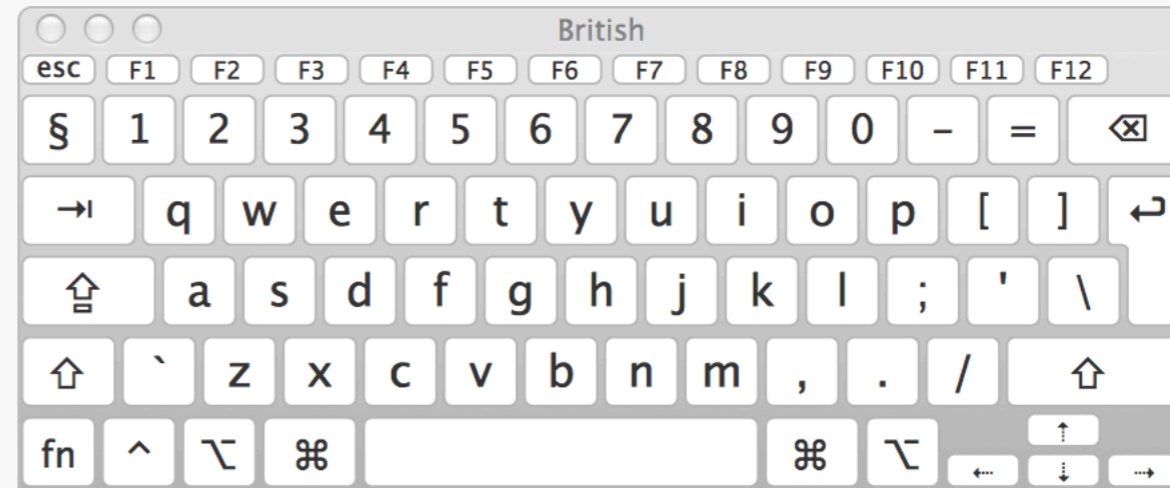 British
esc F1 F2 F3 F4 F5 F6 F7 F8 F9 F10 F11 F12
§ 1 2 3 4 5 6 7 8 9 0 - = ⌫
⇥ q w e r t y u i o p [ ] ↩
⇪ a s d f g h j k l ; ' \
⇧ ` z x c v b n m , . / ⇧
fn ^ ⌥ ⌘ ⌘ ⌥ ⇠ ⇡ ⇣ ⇢